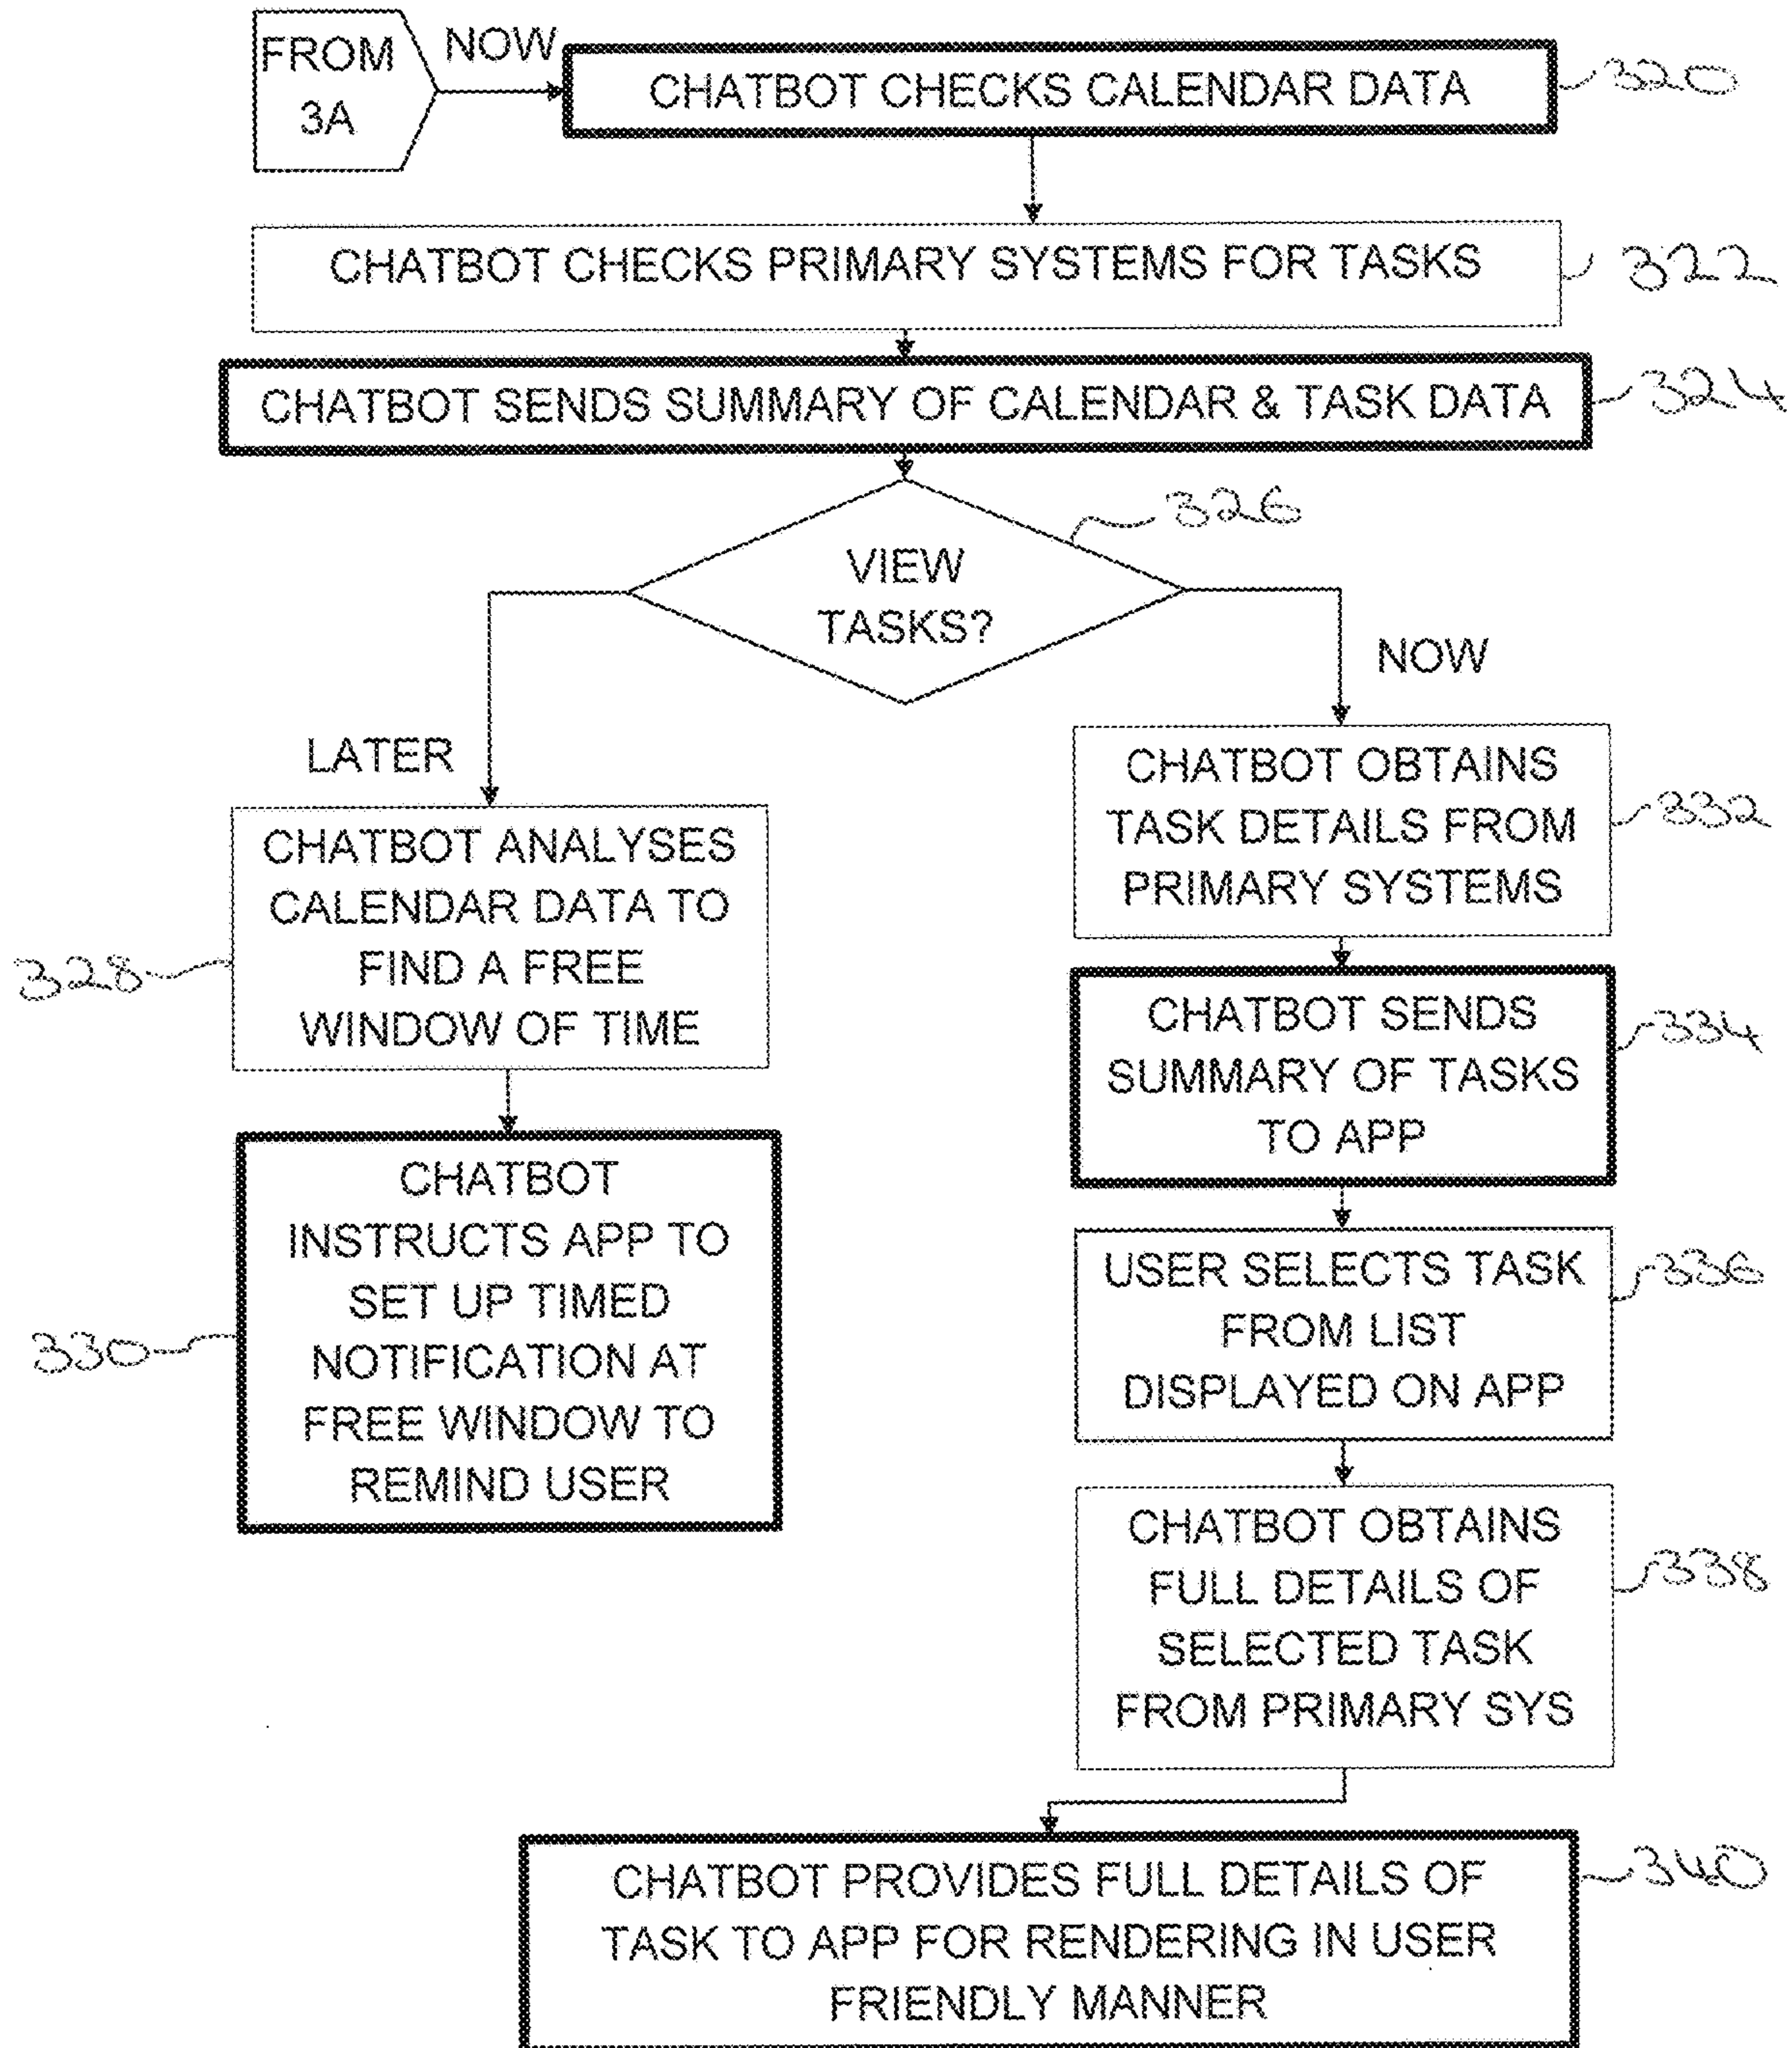 FROM
3A
NOW
CHATBOT CHECKS CALENDAR DATA
320
CHATBOT CHECKS PRIMARY SYSTEMS FOR TASKS
322
CHATBOT SENDS SUMMARY OF CALENDAR & TASK DATA
324
VIEW
TASKS?
326
LATER
CHATBOT ANALYSES
CALENDAR DATA TO
FIND A FREE
WINDOW OF TIME
328
CHATBOT
INSTRUCTS APP TO
SET UP TIMED
NOTIFICATION AT
FREE WINDOW TO
REMIND USER
330
NOW
CHATBOT OBTAINS
TASK DETAILS FROM
PRIMARY SYSTEMS
332
CHATBOT SENDS
SUMMARY OF TASKS
TO APP
334
USER SELECTS TASK
FROM LIST
DISPLAYED ON APP
336
CHATBOT OBTAINS
FULL DETAILS OF
SELECTED TASK
FROM PRIMARY SYS
338
CHATBOT PROVIDES FULL DETAILS OF
TASK TO APP FOR RENDERING IN USER
FRIENDLY MANNER
340